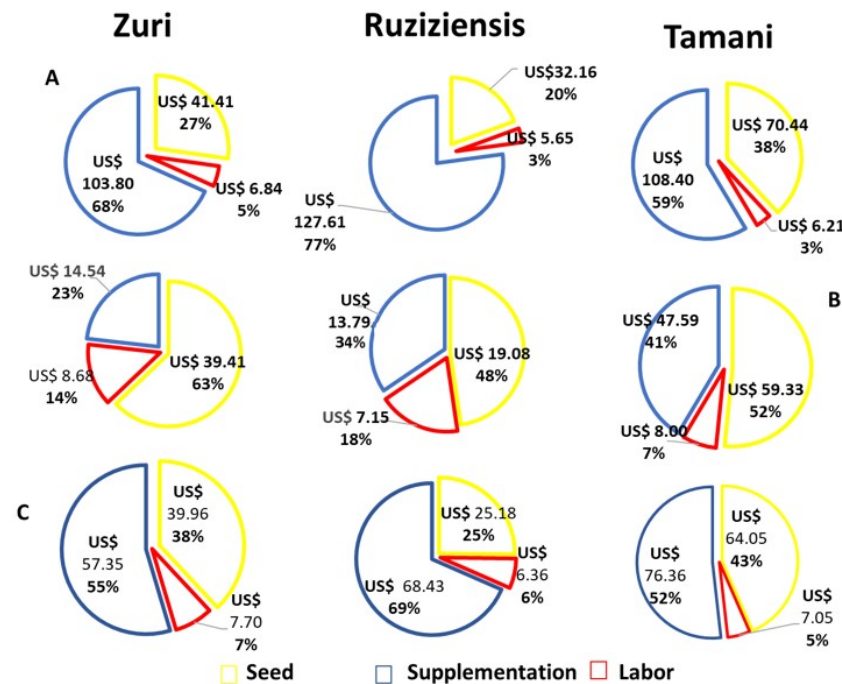 Zuri
Ruziziensis
Tamani
A
US$ 41.41
27%
US$
103.80
68%
US$ 6.84
5%
US$32.16
20%
US$ 5.65
3%
US$
127.61
77%
US$ 70.44
38%
US$
108.40
59%
US$ 6.21
3%
US$ 14.54
23%
US$ 39.41
63%
US$ 8.68
14%
US$
13.79
34%
US$ 19.08
48%
US$ 7.15
18%
B
US$ 47.59
41%
US$ 59.33
52%
US$ 8.00
7%
C
US$
39.96
38%
US$
57.35
55%
US$
7.70
7%
US$ 25.18
25%
US$
6.36
6%
US$ 68.43
69%
US$
64.05
43%
US$
76.36
52%
US$
7.05
5%
Seed
Supplementation
Labor